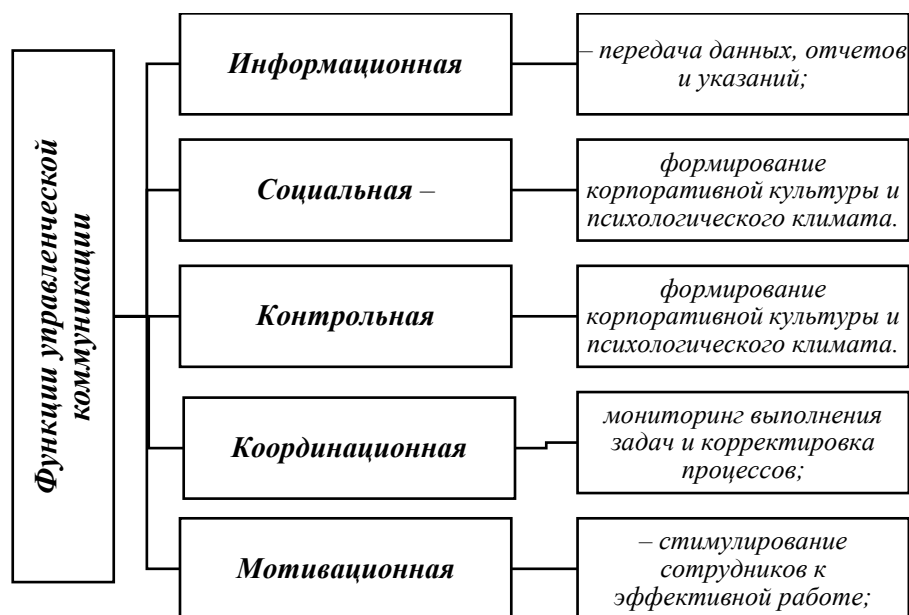 Функции управленческой
коммуникации
Информационная
– передача данных, отчетов
и указаний;
Социальная –
формирование
корпоративной культуры и
психологического климата.
Контрольная
формирование
корпоративной культуры и
психологического климата.
Координационная
мониторинг выполнения
задач и корректировка
процессов;
Мотивационная
– стимулирование
сотрудников к
эффективной работе;